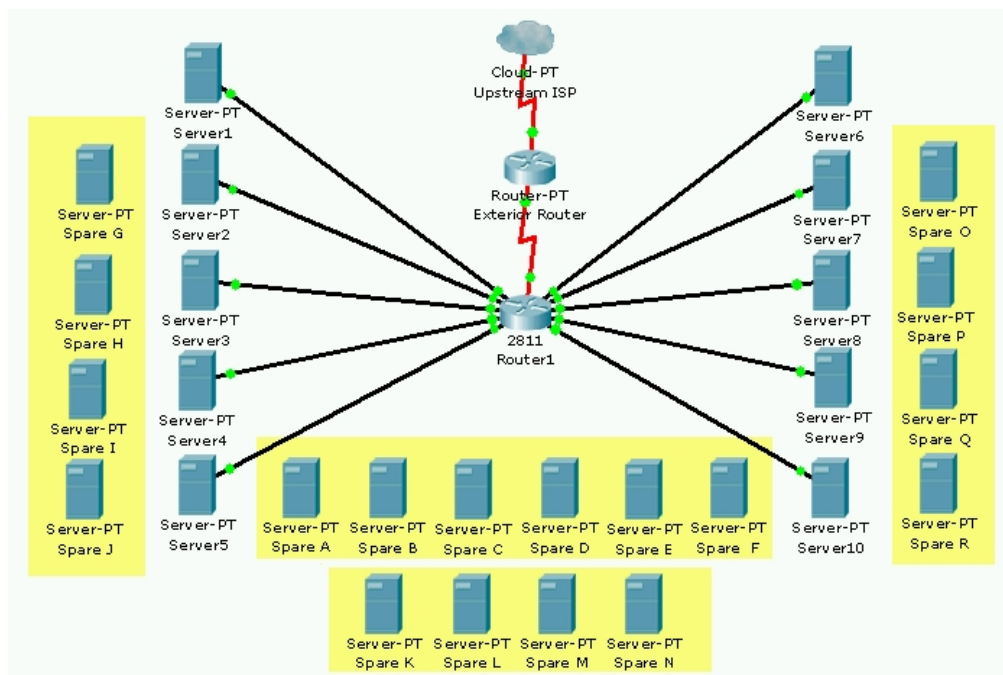 Cloud-PT
Upstream ISP
Server-PT
Server1
Server-PT
Server6
Server-PT
Spare G
Server-PT
Server2
Router-PT
Exterior Router
Server-PT
Server7
Server-PT
Spare O
Server-PT
Spare H
Server-PT
Server3
2811
Router1
Server-PT
Server8
Server-PT
Spare P
Server-PT
Spare I
Server-PT
Server4
Server-PT
Server9
Server-PT
Spare Q
Server-PT
Spare J
Server-PT
Server5
Server-PT
Spare A
Server-PT
Spare B
Server-PT
Spare C
Server-PT
Spare D
Server-PT
Spare E
Server-PT
Spare F
Server-PT
Server10
Server-PT
Spare R
Server-PT
Spare K
Server-PT
Spare L
Server-PT
Spare M
Server-PT
Spare N